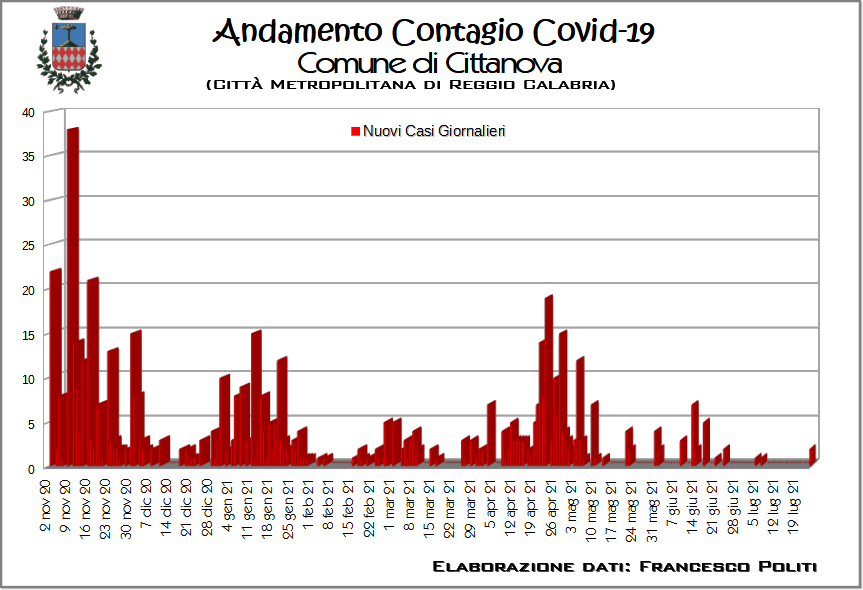 Andamento Contagio Covid-19
Comune di Cittanova
(Città Metropolitana di Reggio Calabria)
Nuovi Casi Giornalieri
40
35
30
25
20
15
10
5
0
2 nov 20
9 nov 20
16 nov 20
23 nov 20
30 nov 20
7 dic 20
14 dic 20
21 dic 20
28 dic 20
4 gen 21
11 gen 21
18 gen 21
25 gen 21
1 feb 21
8 feb 21
15 feb 21
22 feb 21
1 mar 21
8 mar 21
15 mar 21
22 mar 21
29 mar 21
5 apr 21
12 apr 21
19 apr 21
26 apr 21
3 mag 21
10 mag 21
17 mag 21
24 mag 21
31 mag 21
7 giu 21
14 giu 21
21 giu 21
28 giu 21
5 lug 21
12 lug 21
19 lug 21
Elaborazione dati: Francesco Politi